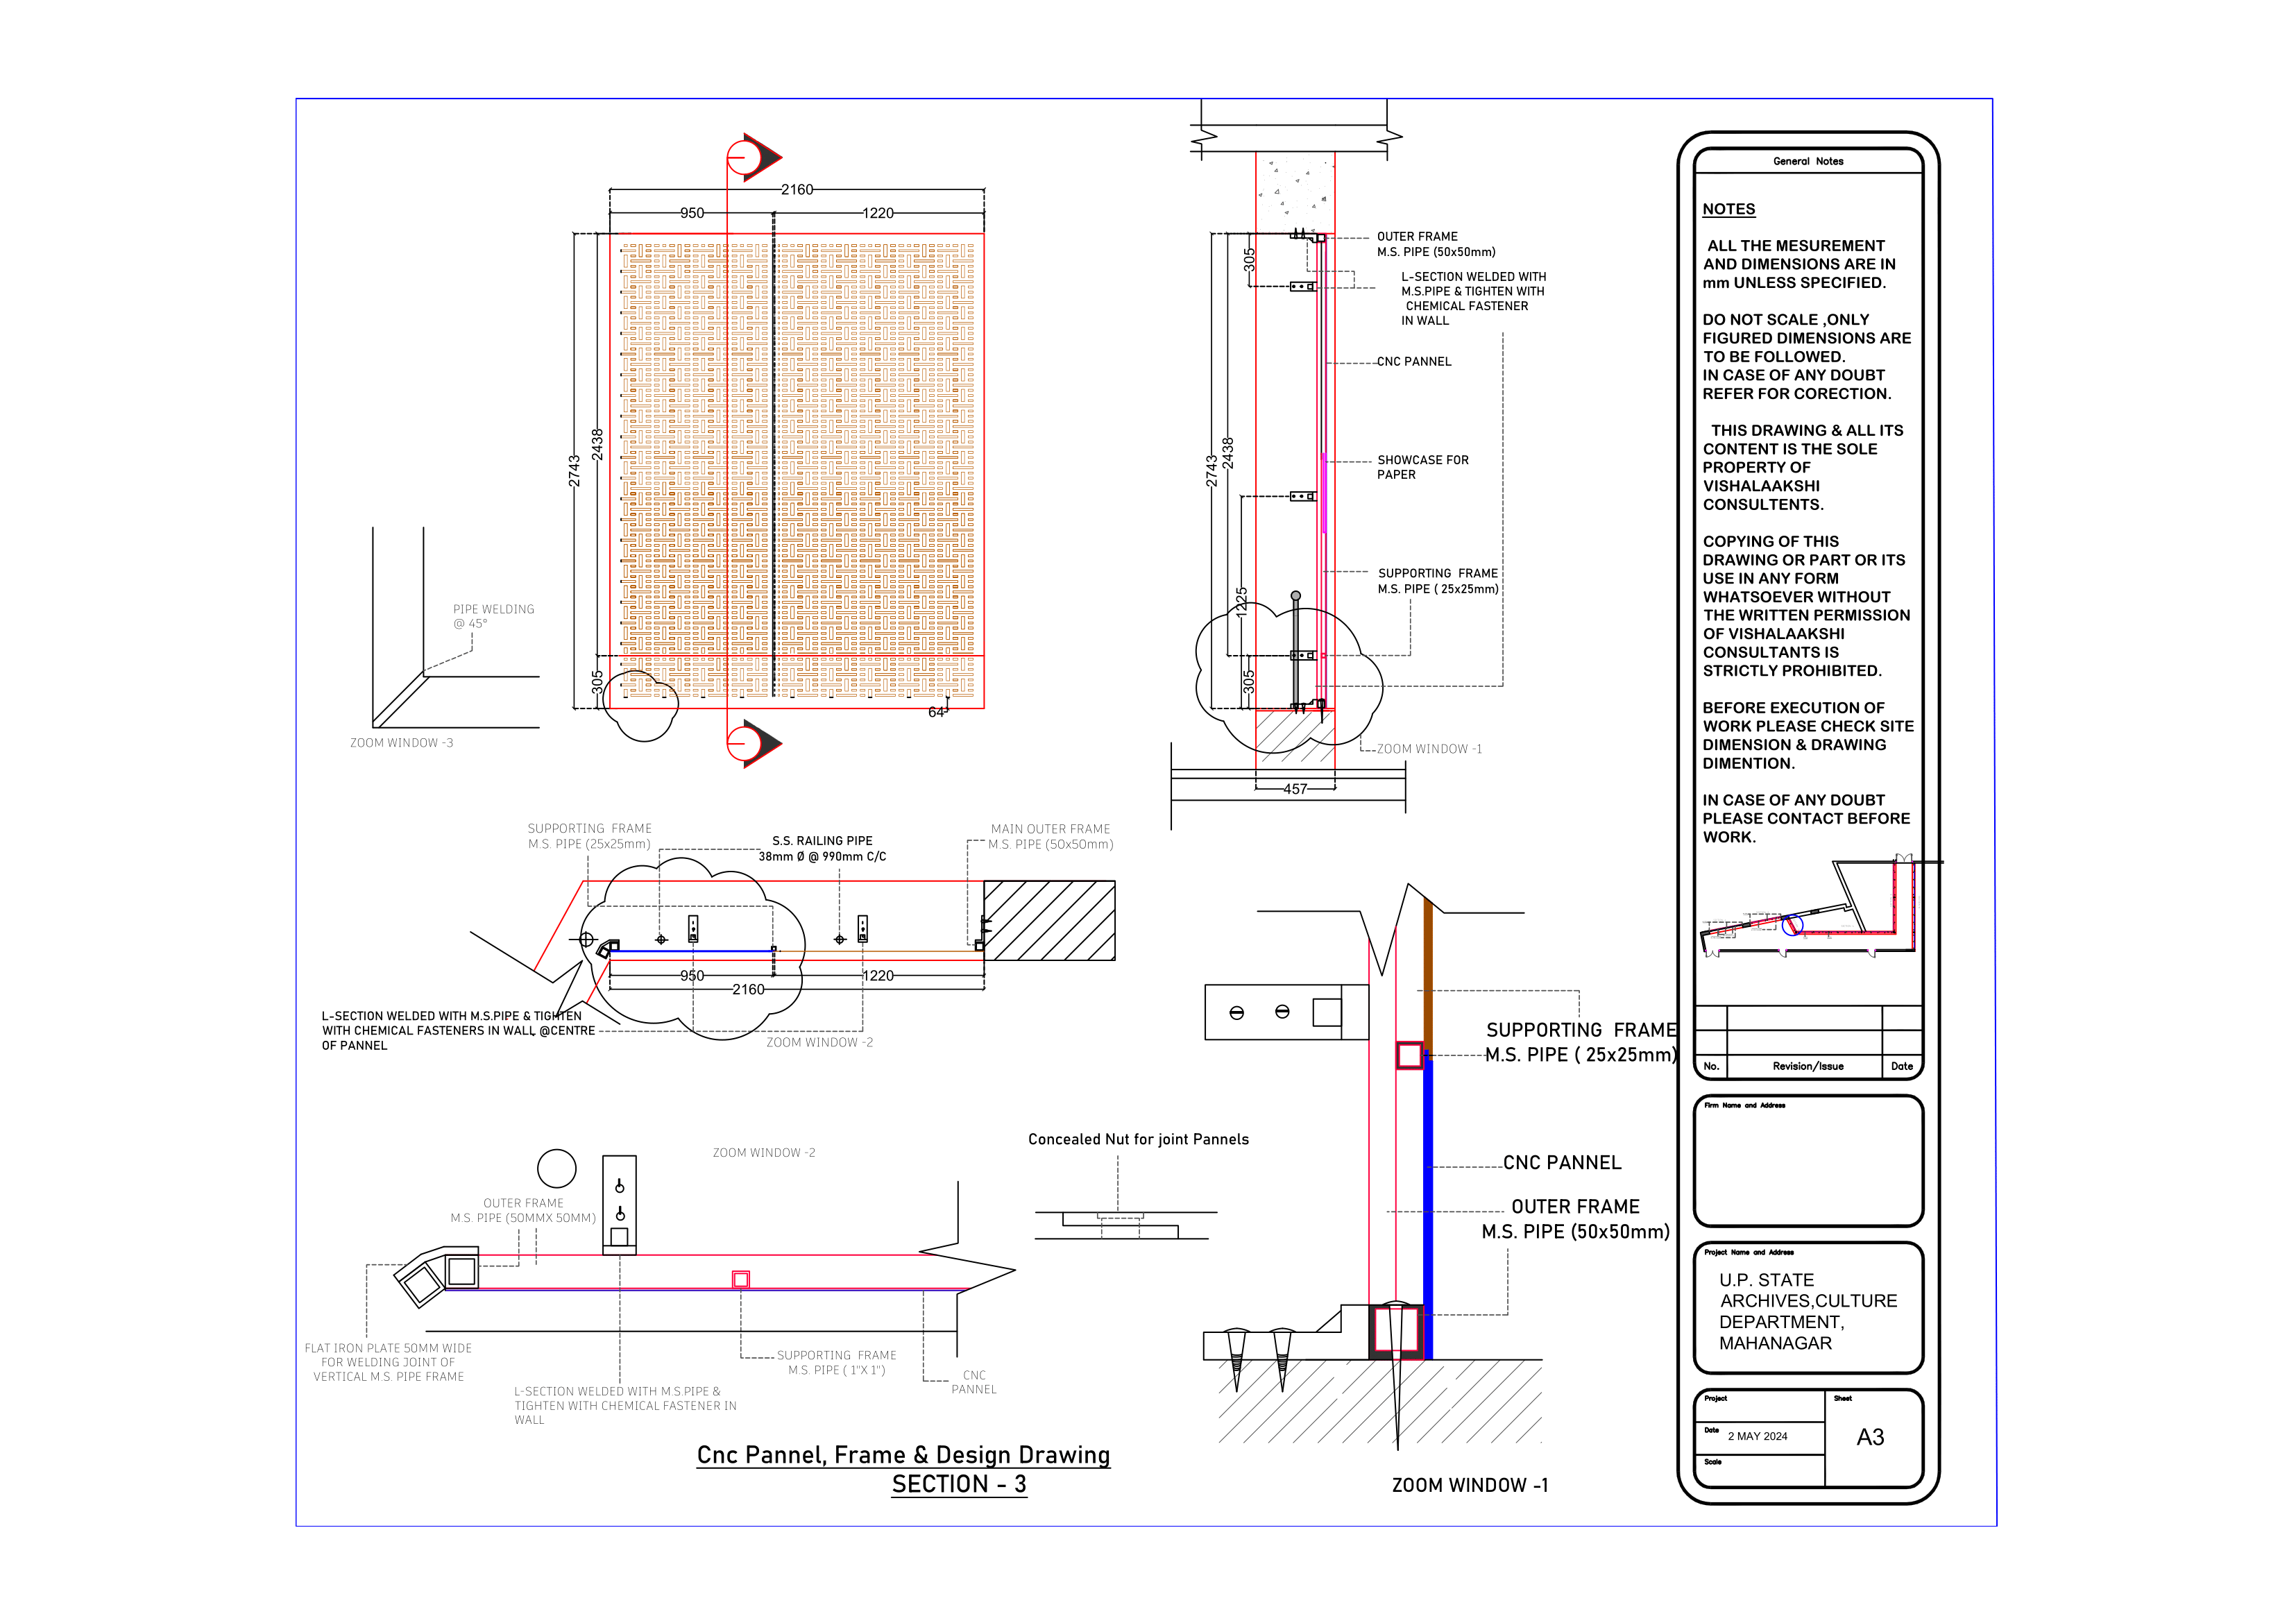 2160
950
1220
2743
2438
305
64
PIPE WELDING
@ 45°
ZOOM WINDOW -3
305
2743
2438
1225
305
457
OUTER FRAME
M.S. PIPE (50x50mm)
L-SECTION WELDED WITH
M.S.PIPE & TIGHTEN WITH
CHEMICAL FASTENER
IN WALL
CNC PANNEL
SHOWCASE FOR
PAPER
SUPPORTING FRAME
M.S. PIPE ( 25x25mm)
ZOOM WINDOW -1
SUPPORTING FRAME
M.S. PIPE (25x25mm)
S.S. RAILING PIPE
38mm Ø @ 990mm C/C
MAIN OUTER FRAME
M.S. PIPE (50x50mm)
950
1220
2160
L-SECTION WELDED WITH M.S.PIPE & TIGHTEN
WITH CHEMICAL FASTENERS IN WALL @CENTRE
OF PANNEL
ZOOM WINDOW -2
ZOOM WINDOW -2
OUTER FRAME
M.S. PIPE (50MMX 50MM)
FLAT IRON PLATE 50MM WIDE
FOR WELDING JOINT OF
VERTICAL M.S. PIPE FRAME
L-SECTION WELDED WITH M.S.PIPE &
TIGHTEN WITH CHEMICAL FASTENER IN
WALL
SUPPORTING FRAME
M.S. PIPE ( 1"X 1")
CNC
PANNEL
Concealed Nut for joint Pannels
SUPPORTING FRAME
M.S. PIPE ( 25x25mm)
CNC PANNEL
OUTER FRAME
M.S. PIPE (50x50mm)
ZOOM WINDOW -1
Cnc Pannel, Frame & Design Drawing
SECTION - 3
General Notes
NOTES
ALL THE MESUREMENT
AND DIMENSIONS ARE IN
mm UNLESS SPECIFIED.
DO NOT SCALE ,ONLY
FIGURED DIMENSIONS ARE
TO BE FOLLOWED.
IN CASE OF ANY DOUBT
REFER FOR CORECTION.
THIS DRAWING & ALL ITS
CONTENT IS THE SOLE
PROPERTY OF
VISHALAAKSHI
CONSULTENTS.
COPYING OF THIS
DRAWING OR PART OR ITS
USE IN ANY FORM
WHATSOEVER WITHOUT
THE WRITTEN PERMISSION
OF VISHALAAKSHI
CONSULTANTS IS
STRICTLY PROHIBITED.
BEFORE EXECUTION OF
WORK PLEASE CHECK SITE
DIMENSION & DRAWING
DIMENTION.
IN CASE OF ANY DOUBT
PLEASE CONTACT BEFORE
WORK.
No.
Revision/Issue
Date
Firm Name and Address
Project Name and Address
U.P. STATE
ARCHIVES,CULTURE
DEPARTMENT,
MAHANAGAR
Project
Sheet
Date
2 MAY 2024
A3
Scale